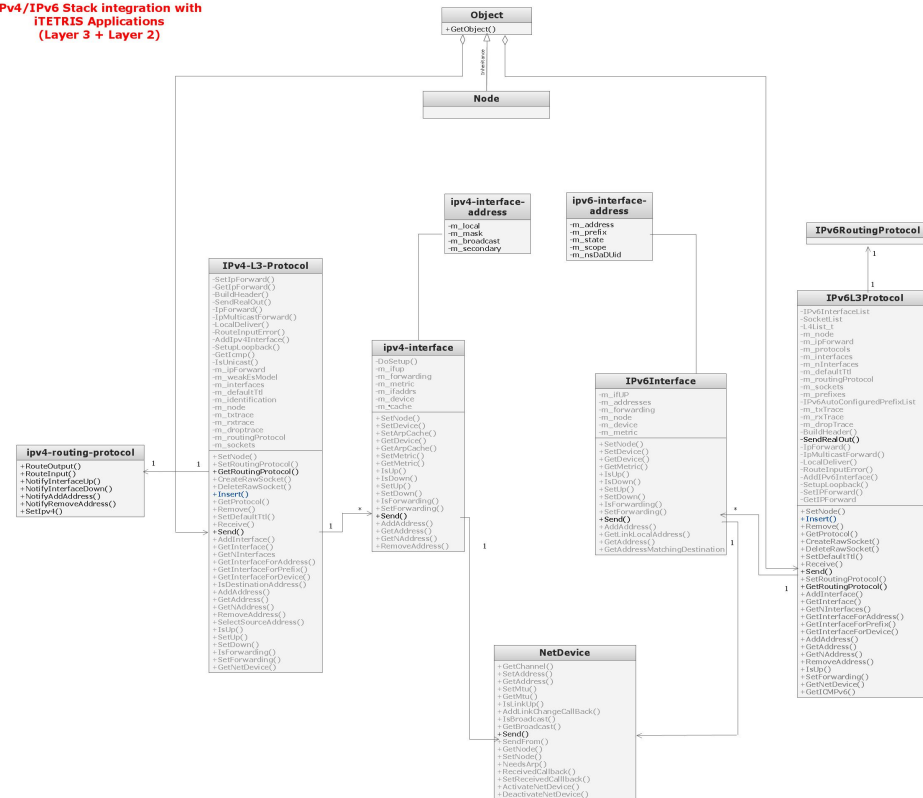 Pv4/IPv6 Stack integration with
iTETRIS Applications
(Layer 3 + Layer 2)
Object
+GetObject()
Inheritance
Node
ipv4-interface-
address
-m_local
-m_mask
-m_broadcast
-m_secondary
ipv6-interface-
address
-m_address
-m_prefix
-m_state
-m_scope
-m_nsDaDUid
IPv6RoutingProtocol
1
1
IPv4-L3-Protocol
-SetIpForward()
-GetIpForward()
-BuildHeader()
-SendRealOut()
-IpForward()
-IpMulticastForward()
-LocalDeliver()
-RouteInputError()
-AddIpv4Interface()
-SetupLoopback()
-GetIcmp()
-IsUnicast()
-m_ipForward
-m_weakEsModel
-m_interfaces
-m_defaultTtl
-m_identification
-m_node
-m_txtrace
-m_rxtrace
-m_droptrace
-m_routingProtocol
-m_sockets
+SetNode()
+SetRoutingProtocol()
+GetRoutingProtocol()
+CreateRawSocket()
+DeleteRawSocket()
+Insert()
+GetProtocol()
+Remove()
+SetDefaultTtl()
+Receive()
+Send()
+AddInterface()
+GetInterface()
+GetNInterfaces
+GetInterfaceForAddress()
+GetInterfaceForPrefix()
+GetInterfaceForDevice()
+IsDestinationAddress()
+AddAddress()
+GetAddress()
+GetNAddress()
+RemoveAddress()
+SelectSourceAddress()
+IsUp()
+SetUp()
+SetDown()
+IsForwarding()
+SetForwarding()
+GetNetDevice()
ipv4-routing-protocol
+RouteOutput()
+RouteInput()
+NotifyInterfaceUp()
+NotifyInterfaceDown()
+NotifyAddAddress()
+NotifyRemoveAddress()
+SetIpv4()
1
1
1
*
ipv4-interface
-DoSetup()
-m_ifup
-m_forwarding
-m_metric
-m_ifaddrs
-m_device
-m_cache
+SetNode()
+SetDevice()
+SetArpCache()
+GetDevice()
+GetArpCache()
+SetMetric()
+GetMetric()
+IsUp()
+IsDown()
+SetUp()
+SetDown()
+IsForwarding()
+SetForwarding()
+Send()
+AddAddress()
+GetAddress()
+GetNAddress()
+RemoveAddress()
1
IPv6Interface
-m_ifUP
-m_addresses
-m_forwarding
-m_node
-m_device
-m_metric
+SetNode()
+SetDevice()
+GetDevice()
+GetMetric()
+IsUp()
+IsDown()
+SetUp()
+SetDown()
+IsForwarding()
+SetForwarding()
+Send()
+AddAddress()
+GetLinkLocalAddress()
+GetAddress()
+GetAddressMatchingDestination
1
*
1
IPv6L3Protocol
-IPv6InterfaceList
-SocketList
-L4List_t
-m_node
-m_ipForward
-m_protocols
-m_interfaces
-m_nInterfaces
-m_defaultTtl
-m_routingProtocol
-m_sockets
-m_prefixes
-IPv6AutoConfiguredPrefixList
-m_txTrace
-m_rxTrace
-m_dropTrace
-BuildHeader()
-SendRealOut()
-IpForward()
-IpMulticastForward()
-LocalDeliver()
-RouteInputError()
-AddIPv6Interface()
-SetupLoopback()
-SetIPForward()
-GetIPForward
+SetNode()
+Insert()
+Remove()
+GetProtocol()
+CreateRawSocket()
+DeleteRawSocket()
+SetDefaultTtl()
+Receive()
+Send()
+SetRoutingProtocol()
+GetRoutingProtocol()
+AddInterface()
+GetInterface()
+GetNInterfaces()
+GetInterfaceForAddress()
+GetInterfaceForPrefix()
+GetInterfaceForDevice()
+AddAddress()
+GetAddress()
+GetNAddress()
+RemoveAddress()
+IsUp()
+SetForwarding()
+GetNetDevice()
+GetICMPv6()
NetDevice
+GetChannel()
+SetAddress()
+GetAddress()
+SetMtu()
+GetMtu()
+IsLinkUp()
+AddLinkChangeCallBack()
+IsBroadcast()
+GetBroadcast()
+Send()
+SendFrom()
+GetNode()
+SetNode()
+NeedsArp()
+ReceivedCallback()
+SetReceivedCalllback()
+ActivateNetDevice()
+DeactivateNetDevice()